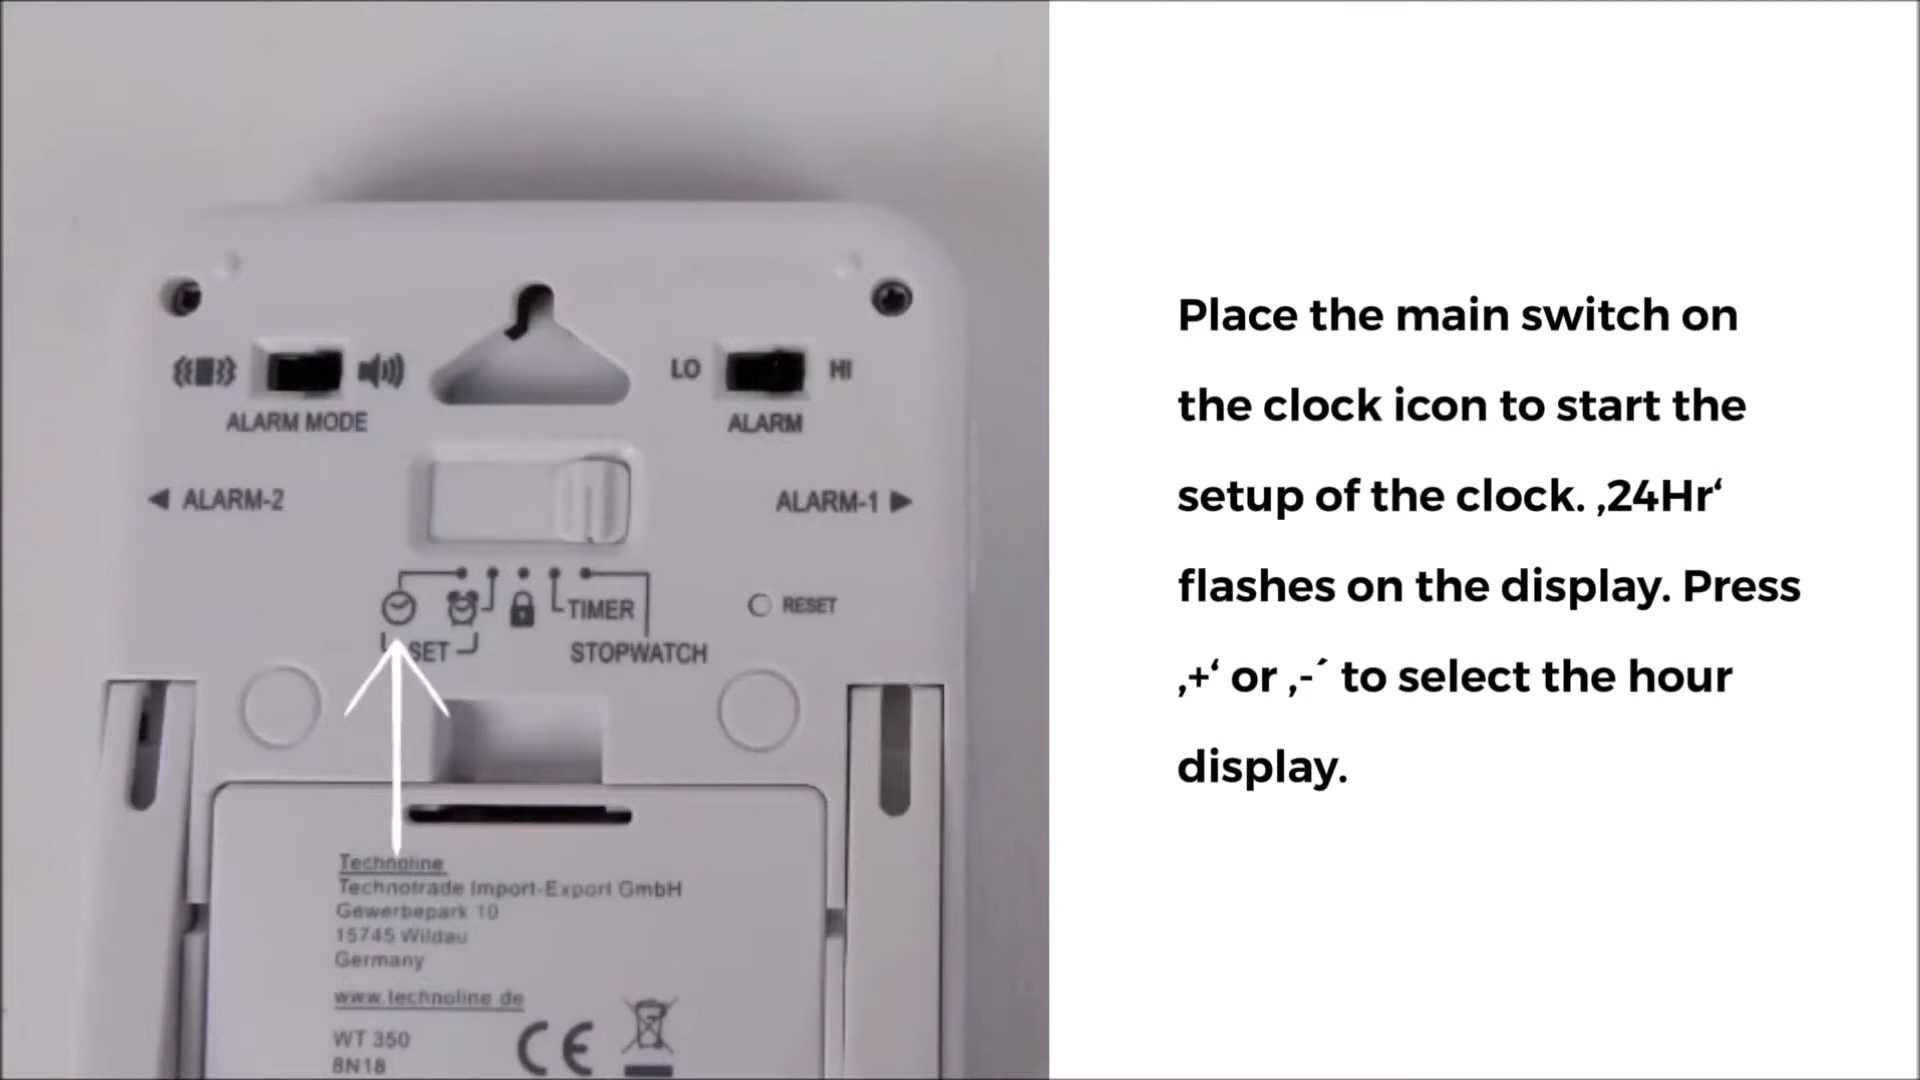 LO
HI
ALARM MODE
ALARM
ALARM-2
ALARM-1
TIMER
RESET
SET
STOPWATCH
Technoline
Technotrade Import-Export GmbH
Gewerbepark 10
15745 Wildau
Germany
www.technoline.de
WT 350
8N18
CE
Place the main switch on
the clock icon to start the
setup of the clock. ‚24Hr‘
flashes on the display. Press
‚+‘ or ‚-´ to select the hour
display.